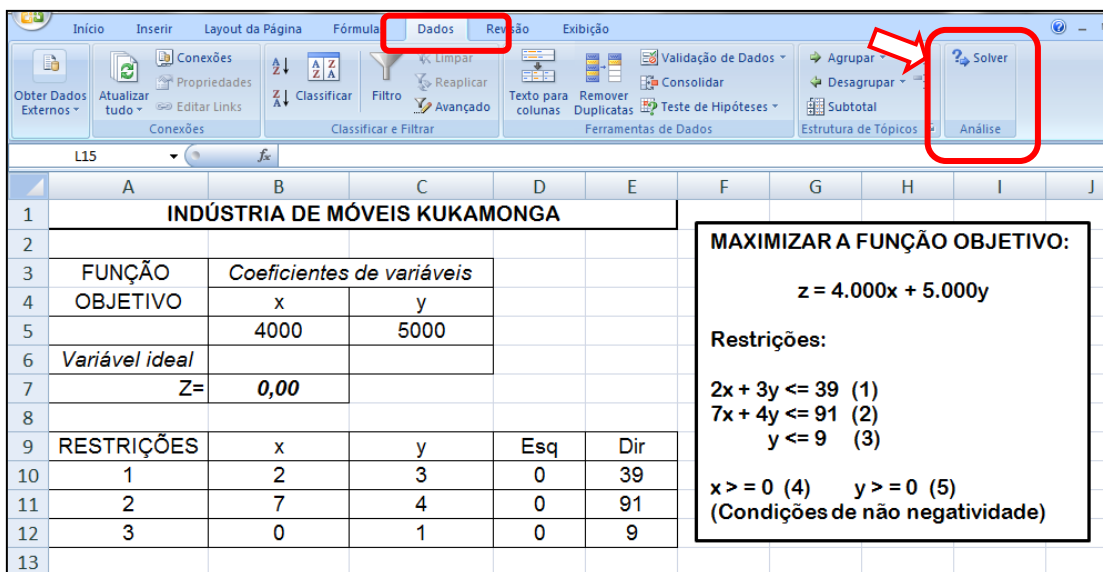 Início Inserir Layout da Página Fórmula Dados Revisão Exibição
Obter Dados Externos
Atualizar tudo
Conexões
Propriedades
Editar Links
Conexões
Classificar
Filtro
Limpar
Reaplicar
Avançado
Classificar e Filtrar
Texto para colunas
Remover Duplicatas
Validação de Dados
Consolidar
Teste de Hipóteses
Ferramentas de Dados
Agrupar
Desagrupar
Subtotal
Estrutura de Tópicos
Solver
Análise
L15 fx
A B C D E F G H I J
1 INDÚSTRIA DE MÓVEIS KUKAMONGA
2
3 FUNÇÃO Coeficientes de variáveis
4 OBJETIVO x y
5 4000 5000
6 Variável ideal
7 Z= 0,00
8
9 RESTRIÇÕES x y Esq Dir
10 1 2 3 0 39
11 2 7 4 0 91
12 3 0 1 0 9
13
MAXIMIZAR A FUNÇÃO OBJETIVO:
z = 4.000x + 5.000y
Restrições:
2x + 3y <= 39 (1)
7x + 4y <= 91 (2)
y <= 9 (3)
x > = 0 (4) y > = 0 (5)
(Condições de não negatividade)